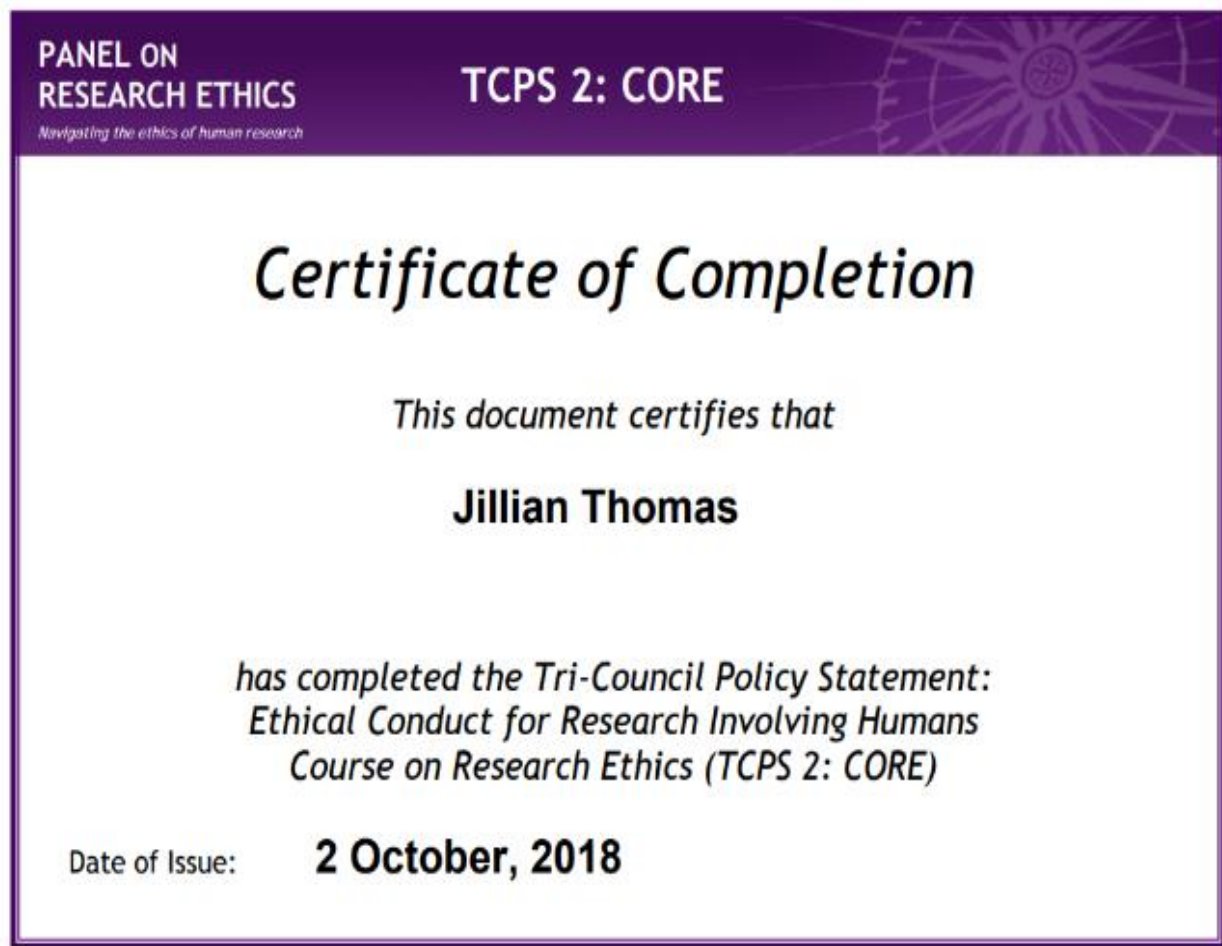 PANEL ON
RESEARCH ETHICS
Navigating the ethics of human research
TCPS 2: CORE
Certificate of Completion
This document certifies that
Jillian Thomas
has completed the Tri-Council Policy Statement:
Ethical Conduct for Research Involving Humans
Course on Research Ethics (TCPS 2: CORE)
Date of Issue: 2 October, 2018